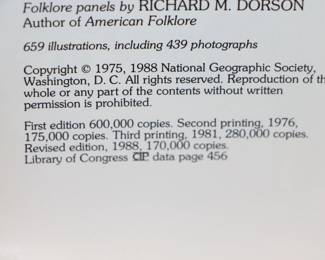 Folklore panels by RICHARD M. DORSON
Author of American Folklore
659 illustrations, including 439 photographs
Copyright © 1975, 1988 National Geographic Society,
Washington, D. C. All rights reserved. Reproduction of the
whole or any part of the contents without written
permission is prohibited.
First edition 600,000 copies. Second printing, 1976,
175,000 copies. Third printing, 1981, 280,000 copies.
Revised edition, 1988, 170,000 copies.
Library of Congress CIP data page 456